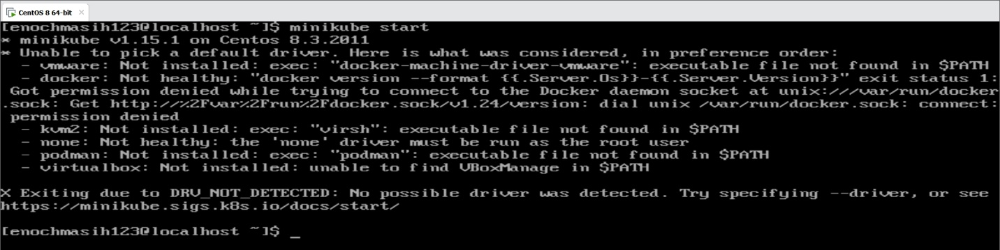 CentOS 8 64-bit ×
[enochmasih123@localhost ~]$ minikube start
* minikube v1.15.1 on Centos 8.3.2011
* Unable to pick a default driver. Here is what was considered, in preference order:
  - vmware: Not installed: exec: "docker-machine-driver-vmware": executable file not found in $PATH
  - docker: Not healthy: "docker version --format {{.Server.Os}}-{{.Server.Version}}" exit status 1:
 Got permission denied while trying to connect to the Docker daemon socket at unix:///var/run/docker
.sock: Get http://%2Fvar%2Frun%2Fdocker.sock/v1.24/version: dial unix /var/run/docker.sock: connect:
 permission denied
  - kvm2: Not installed: exec: "virsh": executable file not found in $PATH
  - none: Not healthy: the 'none' driver must be run as the root user
  - podman: Not installed: exec: "podman": executable file not found in $PATH
  - virtualbox: Not installed: unable to find VBoxManage in $PATH
X Exiting due to DRV_NOT_DETECTED: No possible driver was detected. Try specifying --driver, or see
https://minikube.sigs.k8s.io/docs/start/
[enochmasih123@localhost ~]$ _